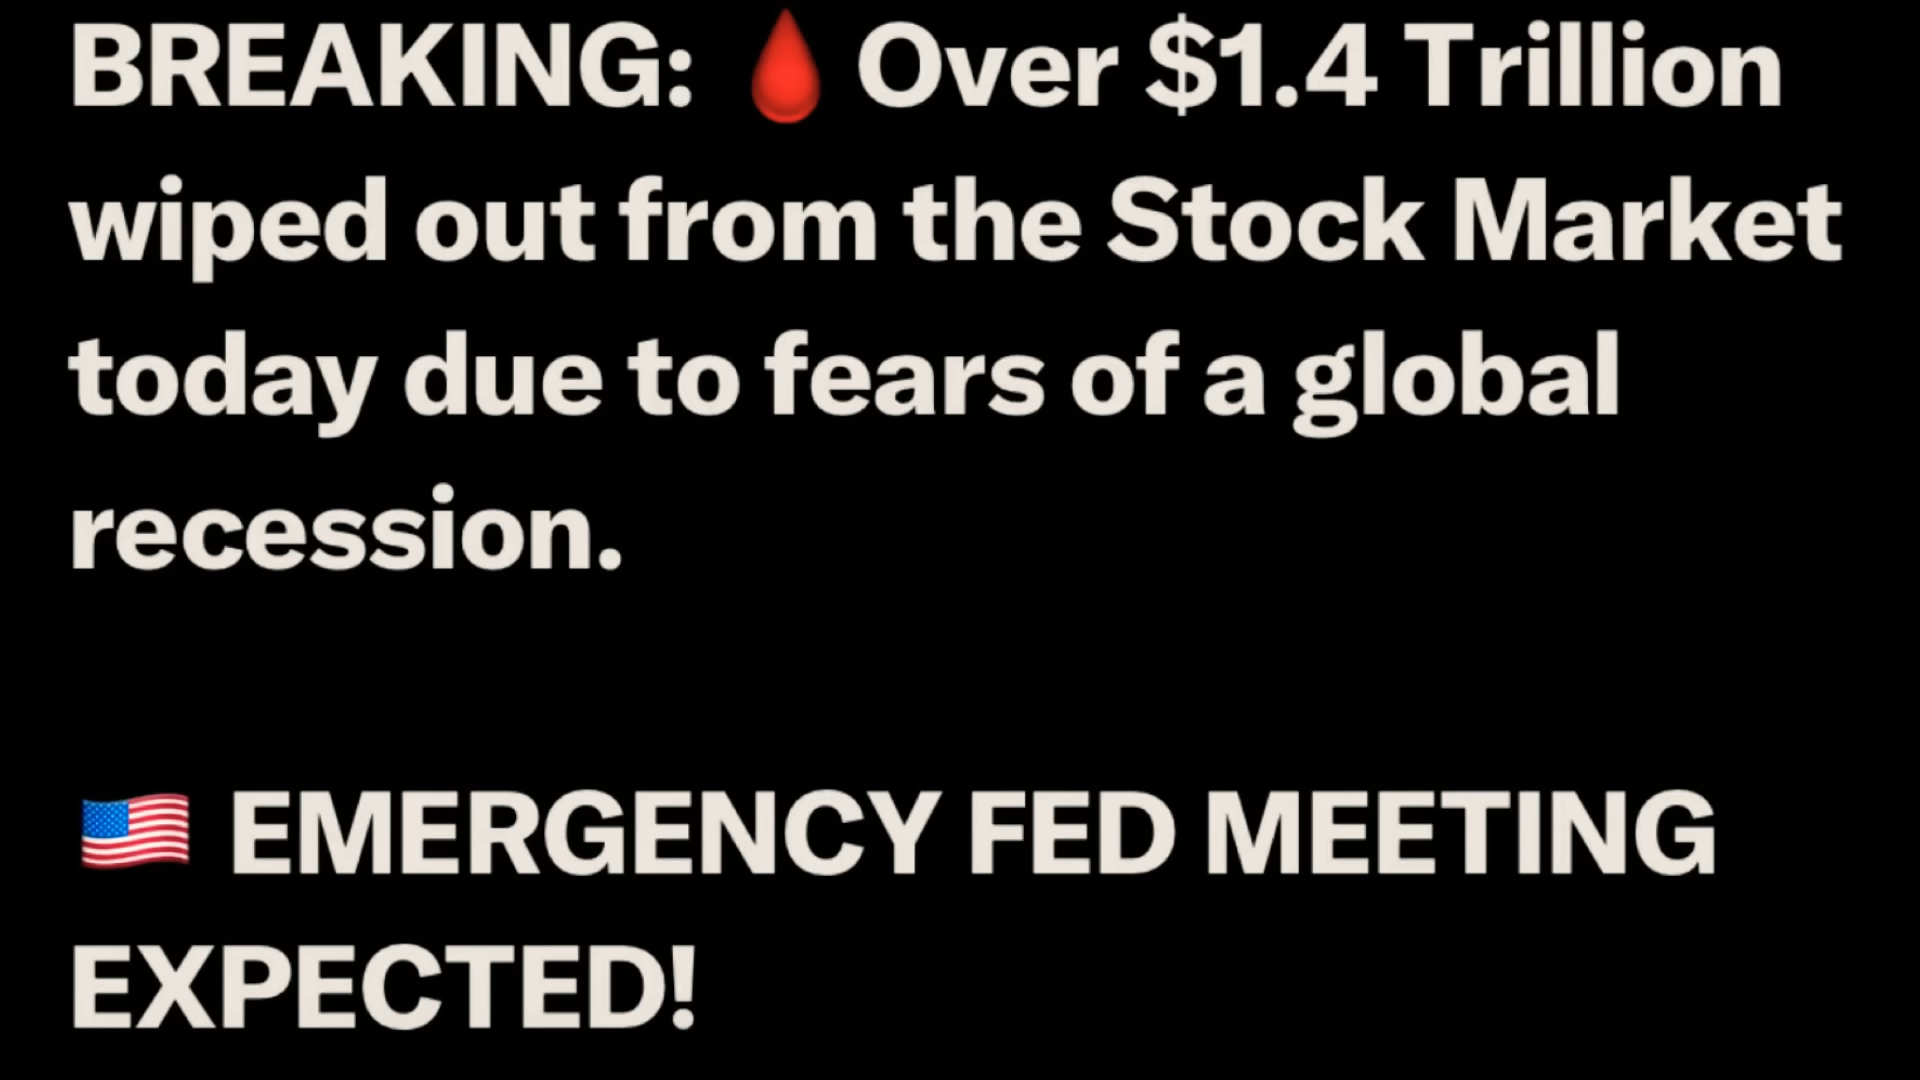 BREAKING: 🩸Over $1.4 Trillion
wiped out from the Stock Market
today due to fears of a global
recession.
🇺🇸 EMERGENCY FED MEETING
EXPECTED!